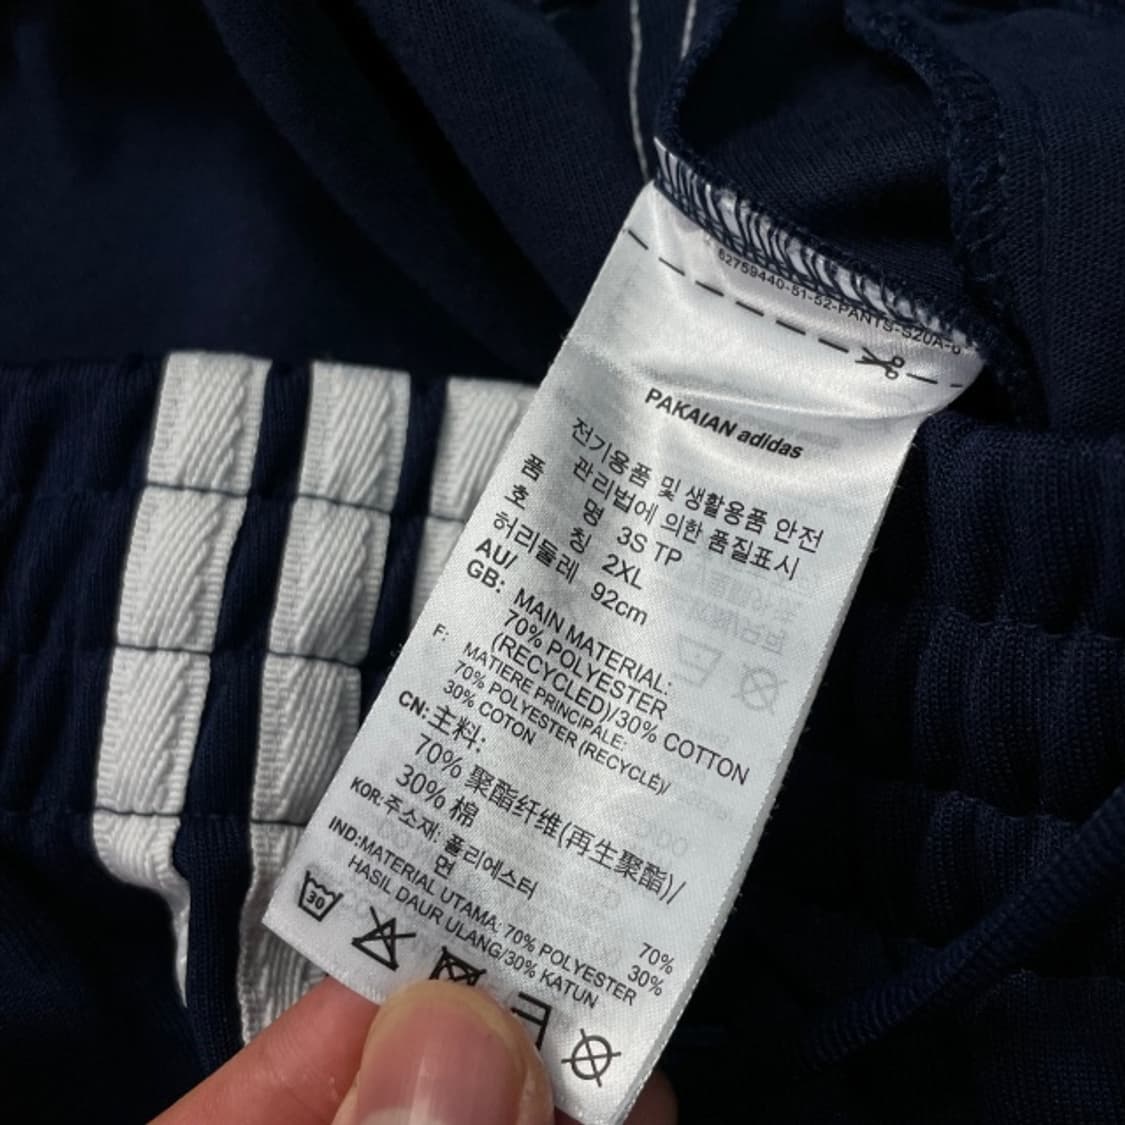 62759440-51-52-PANTS-S20A-0
PAKAIAN adidas
전기용품 및 생활용품 안전
관리법에 의한 품질표시
품 명 3S TP
호 칭 2XL
허리둘레 92cm
AU/
GB: MAIN MATERIAL:
70% POLYESTER
(RECYCLED)/30% COTTON
F: MATIERE PRINCIPALE:
70% POLYESTER (RECYCLÉ)/
30% COTON
CN: 主料:
70% 聚酯纤维(再生聚酯)/
30% 棉
KOR: 주소재: 폴리에스터 70%
면 30%
IND:MATERIAL UTAMA: 70% POLYESTER
HASIL DAUR ULANG/30% KATUN
30